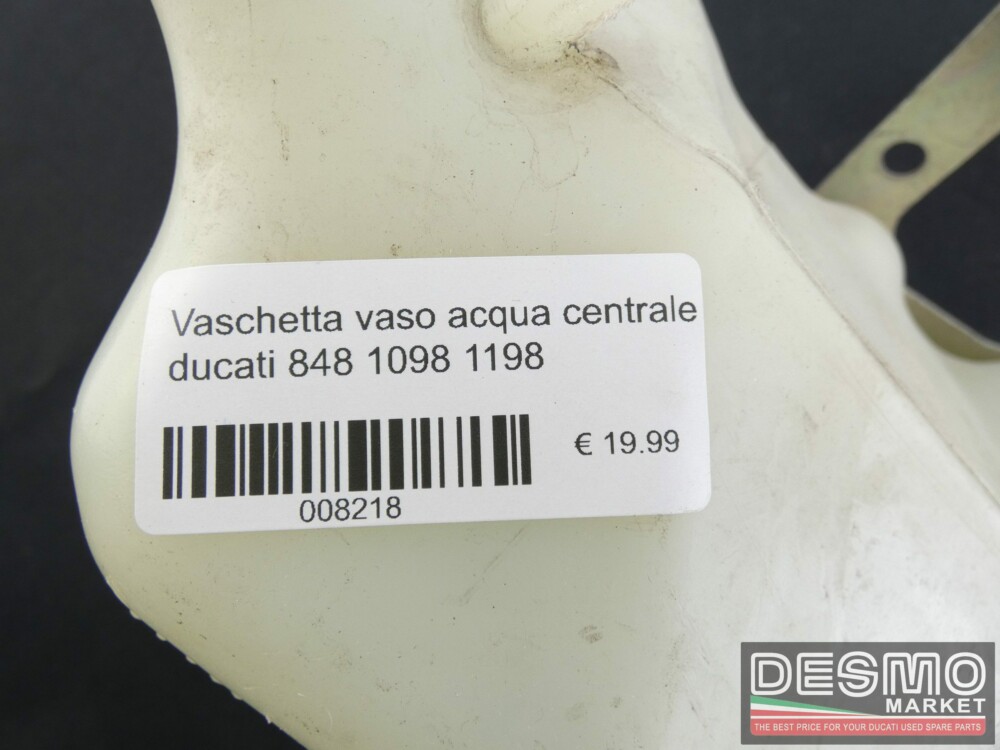 Vaschetta vaso acqua centrale
ducati 848 1098 1198
€ 19.99
008218
DESMO
MARKET
THE BEST PRICE FOR YOUR DUCATI USED SPARE PARTS